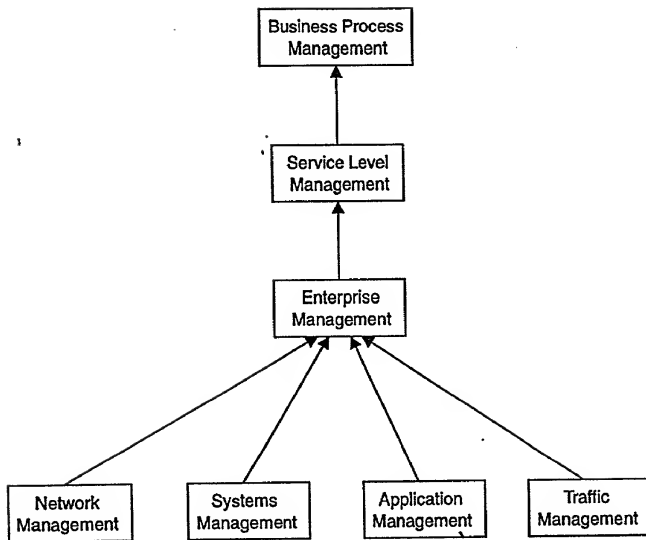 Business Process
Management
Service Level
Management
Enterprise
Management
Network
Management
Systems
Management
Application
Management
Traffic
Management